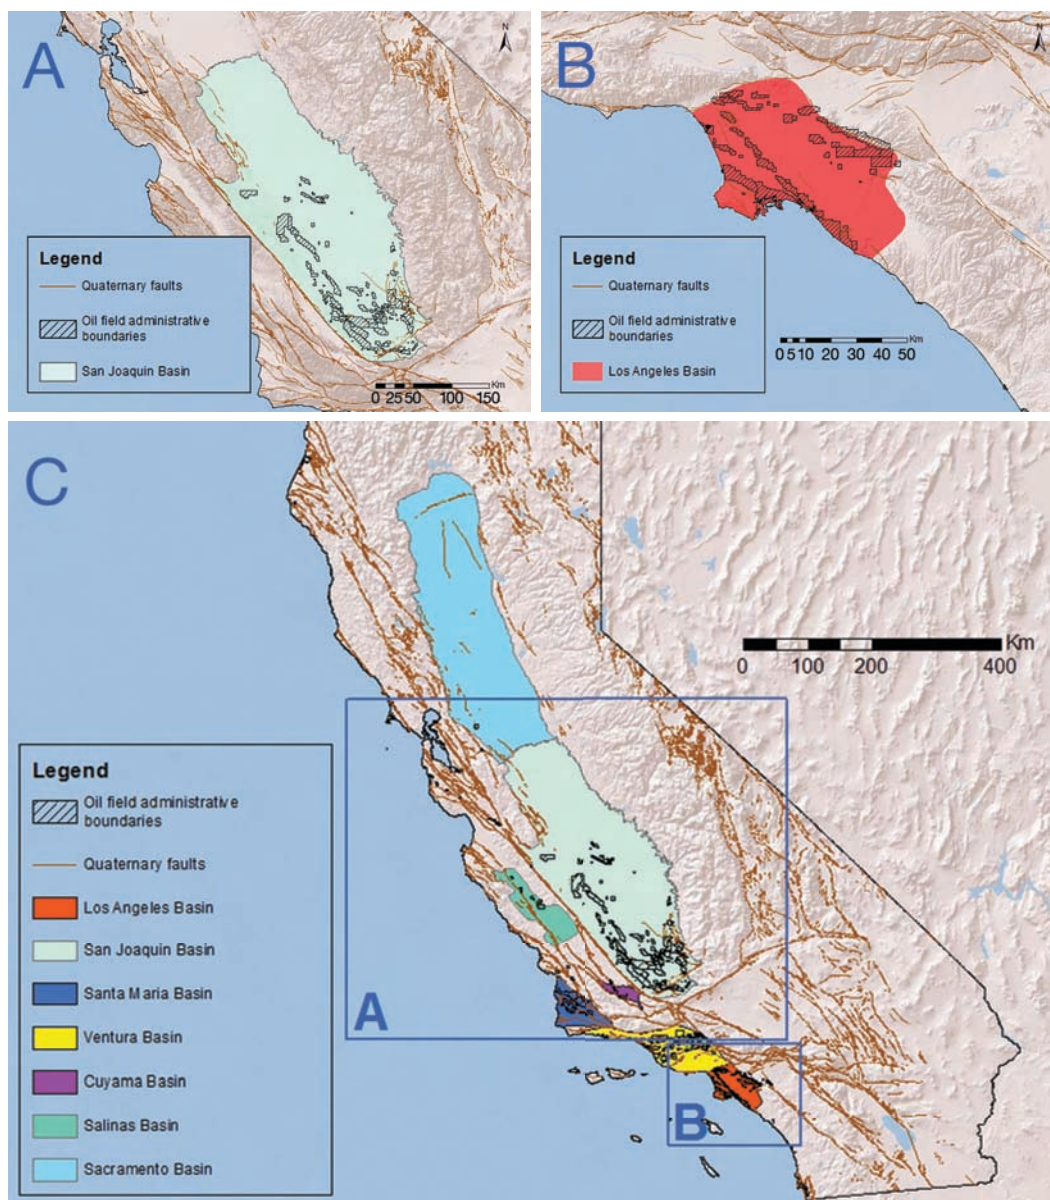 A
N
Legend
Quaternary faults
Oil field administrative
boundaries
San Joaquin Basin
Km
0 25 50 100 150
B
N
Legend
Quaternary faults
Oil field administrative
boundaries
Los Angeles Basin
Km
0 5 10 20 30 40 50
C
Km
0 100 200 400
Legend
Oil field administrative
boundaries
Quaternary faults
Los Angeles Basin
San Joaquin Basin
Santa Maria Basin
Ventura Basin
Cuyama Basin
Salinas Basin
Sacramento Basin
A
B